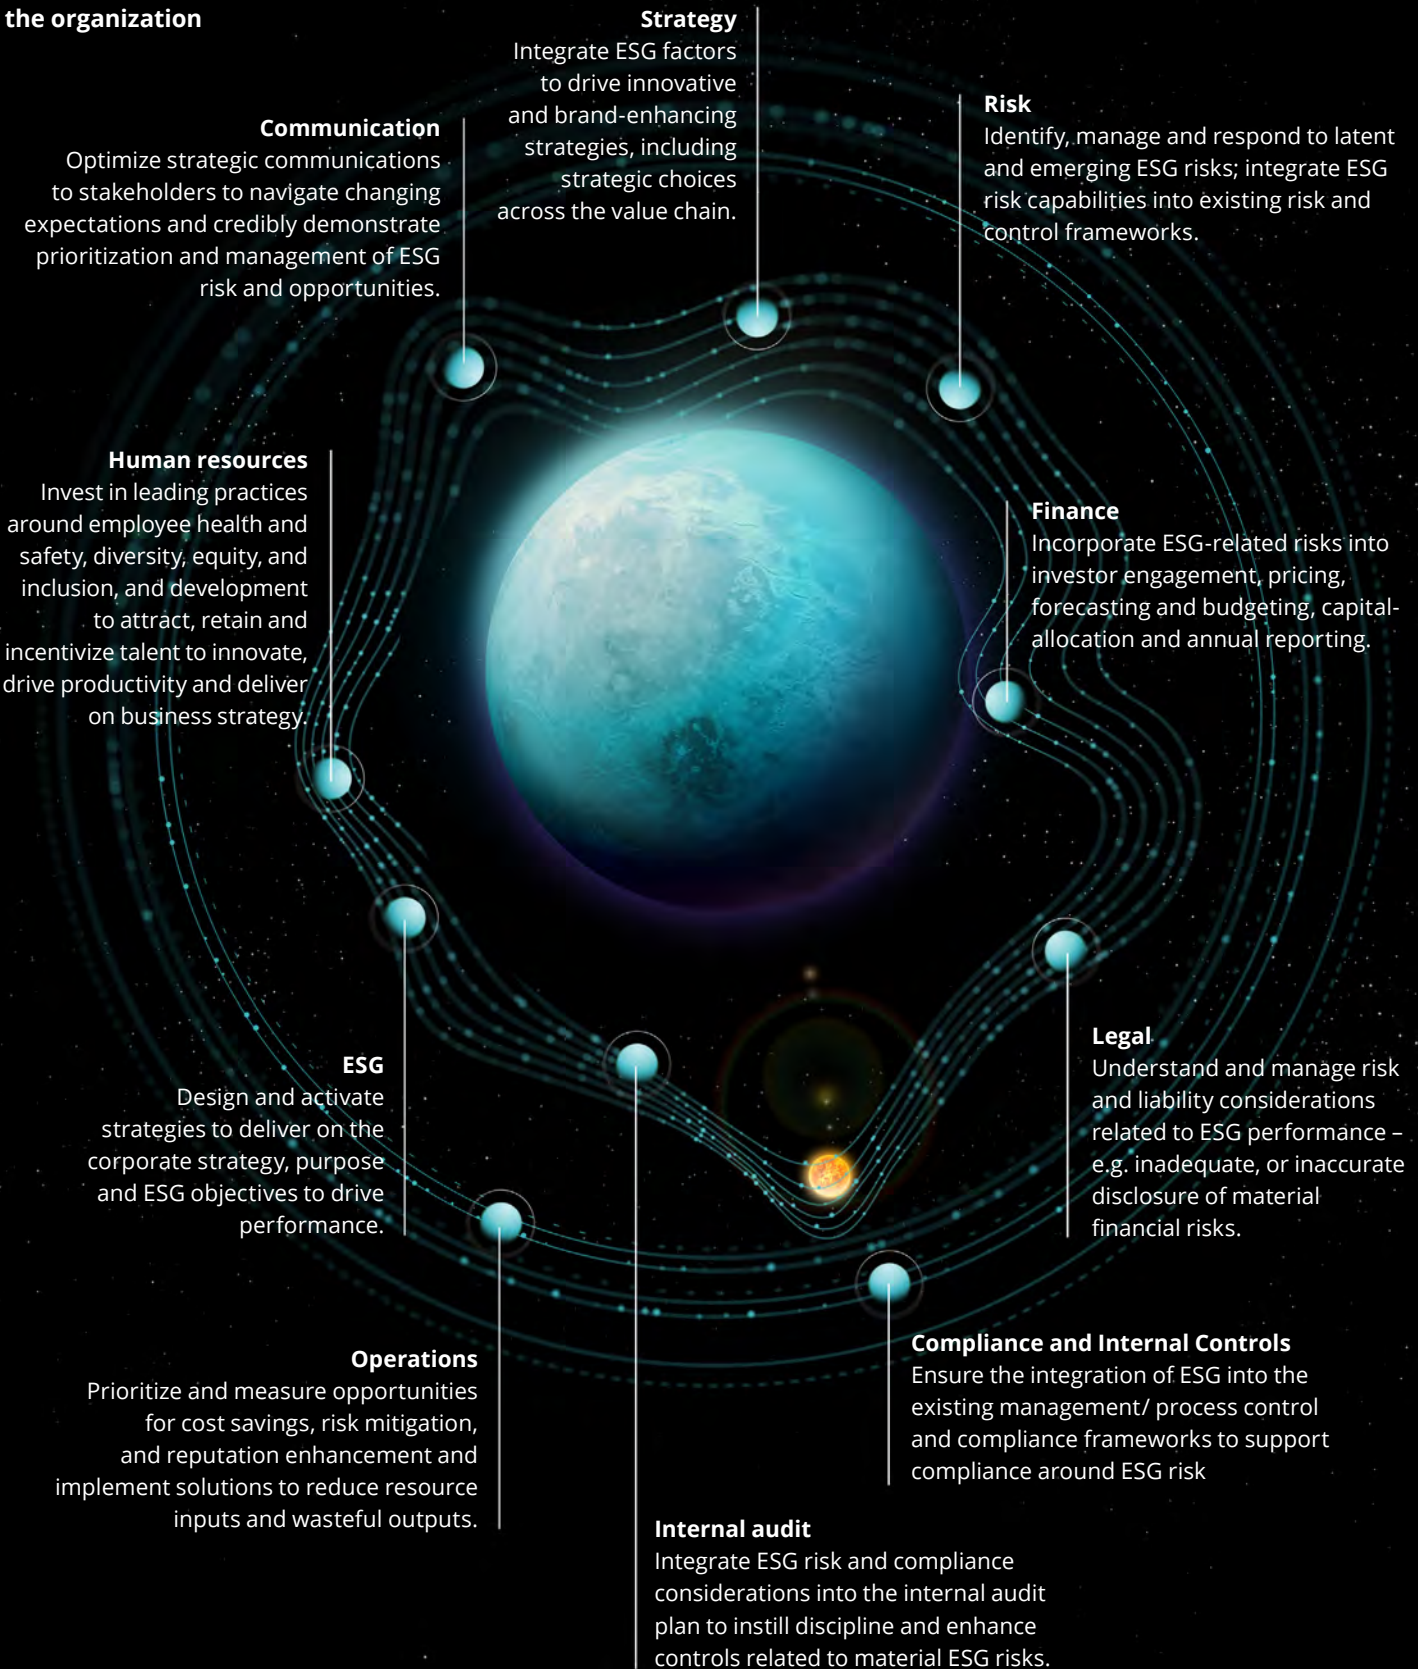 the organization
Strategy
Integrate ESG factors
to drive innovative
and brand-enhancing
strategies, including
strategic choices
across the value chain.
Risk
Identify, manage and respond to latent
and emerging ESG risks; integrate ESG
risk capabilities into existing risk and
control frameworks.
Communication
Optimize strategic communications
to stakeholders to navigate changing
expectations and credibly demonstrate
prioritization and management of ESG
risk and opportunities.
Human resources
Invest in leading practices
around employee health and
safety, diversity, equity, and
inclusion, and development
to attract, retain and
incentivize talent to innovate,
drive productivity and deliver
on business strategy.
Finance
Incorporate ESG-related risks into
investor engagement, pricing,
forecasting and budgeting, capital-
allocation and annual reporting.
ESG
Design and activate
strategies to deliver on the
corporate strategy, purpose
and ESG objectives to drive
performance.
Legal
Understand and manage risk
and liability considerations
related to ESG performance –
e.g. inadequate, or inaccurate
disclosure of material
financial risks.
Operations
Prioritize and measure opportunities
for cost savings, risk mitigation,
and reputation enhancement and
implement solutions to reduce resource
inputs and wasteful outputs.
Compliance and Internal Controls
Ensure the integration of ESG into the
existing management/ process control
and compliance frameworks to support
compliance around ESG risk
Internal audit
Integrate ESG risk and compliance
considerations into the internal audit
plan to instill discipline and enhance
controls related to material ESG risks.